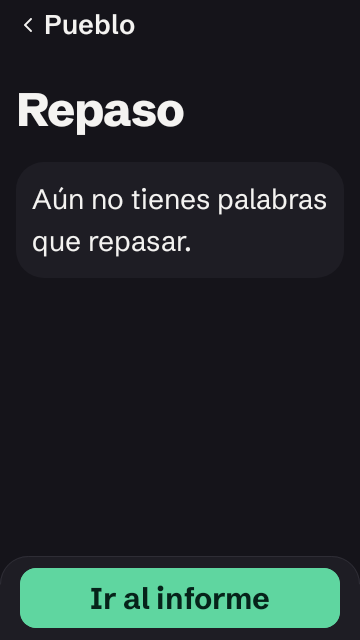 Pueblo
Repaso
Aún no tienes palabras
que repasar.
Ir al informe